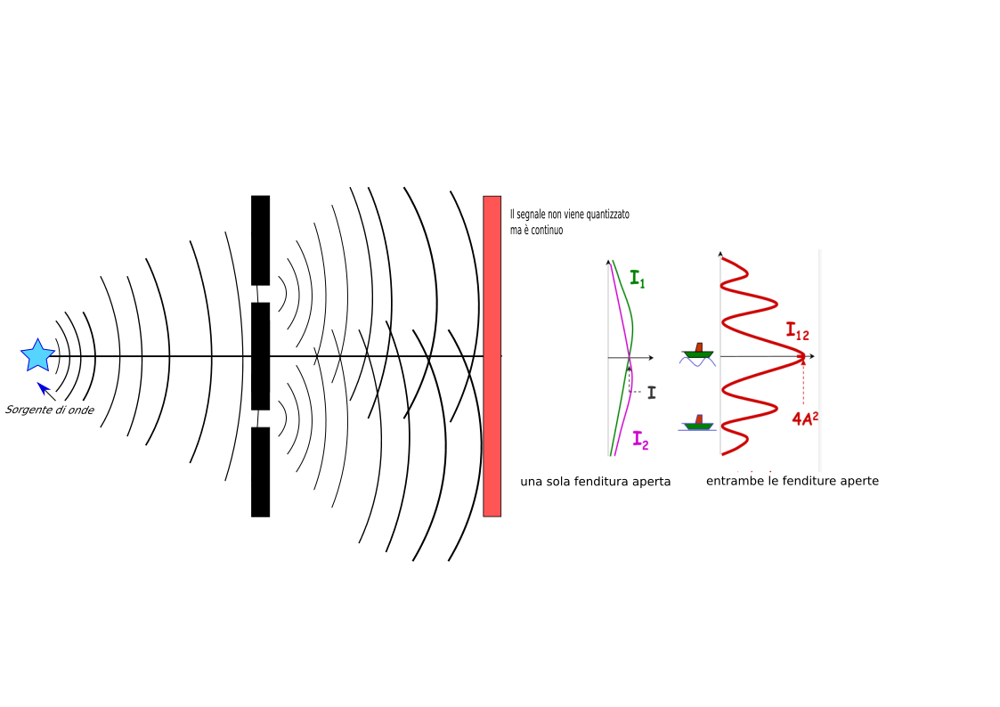 Il segnale non viene quantizzato
ma è continuo
I1
I12
I
Sorgente di onde
4A²
I2
una sola fenditura aperta
entrambe le fenditure aperte